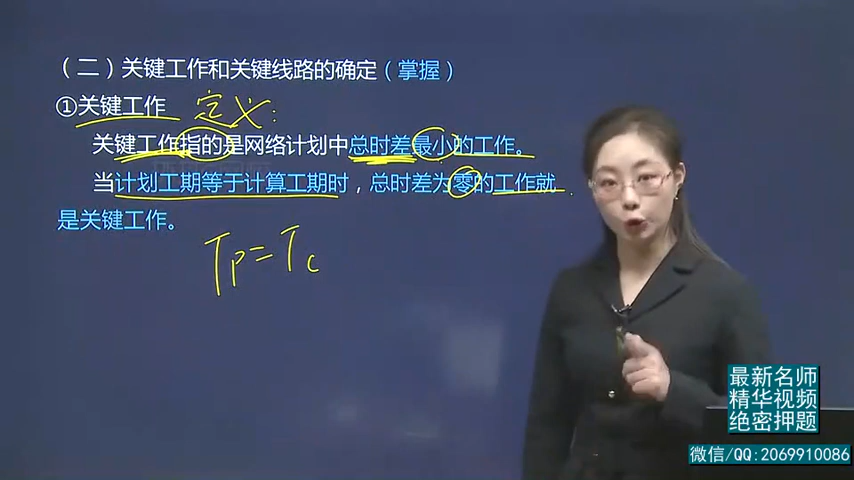 （二）关键工作和关键线路的确定（掌握）
①关键工作 定义：
关键工作指的是网络计划中总时差最小的工作。
当计划工期等于计算工期时，总时差为零的工作就
是关键工作。
Tp=Tc
最新名师
精华视频
绝密押题
微信/QQ:2069910086